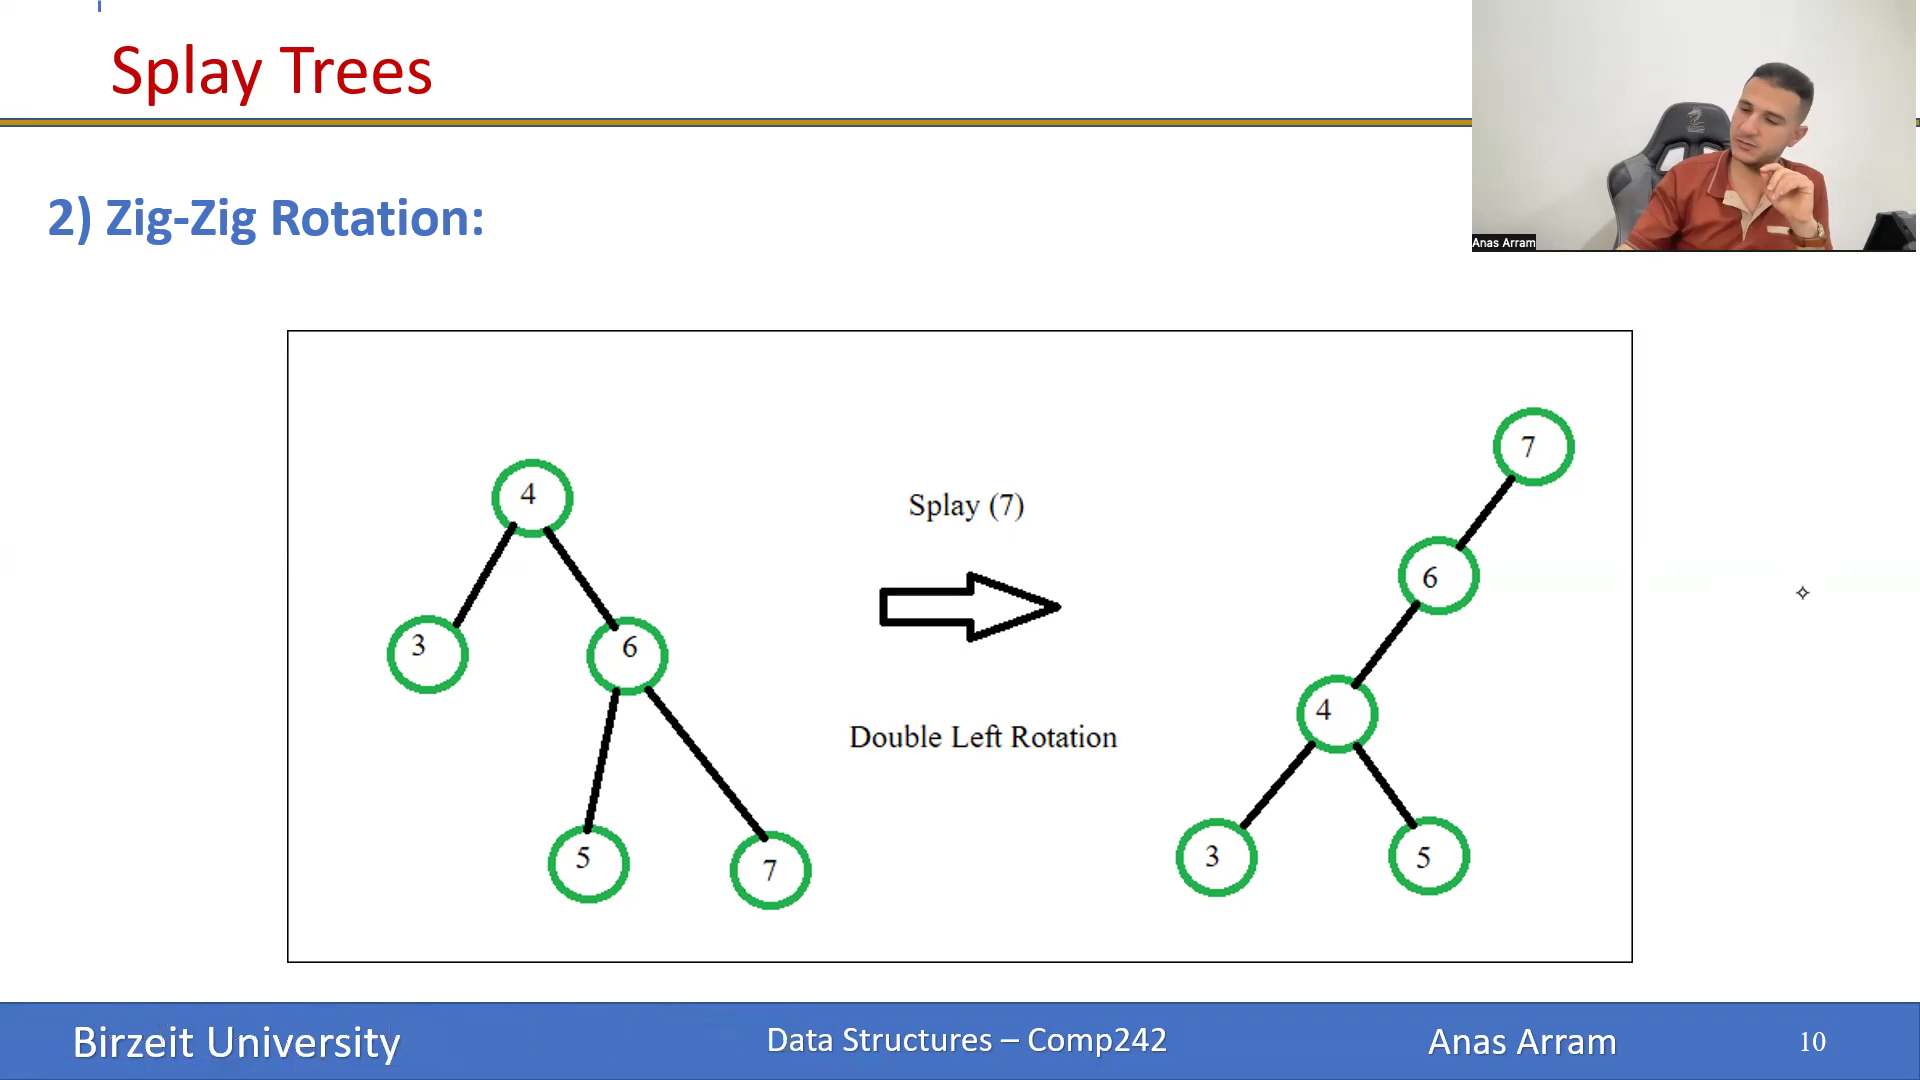 Splay Trees
Anas Arram
2) Zig-Zig Rotation:
4
3
6
5
7
Splay (7)
Double Left Rotation
7
6
4
3
5
Birzeit University
Data Structures – Comp242
Anas Arram
10